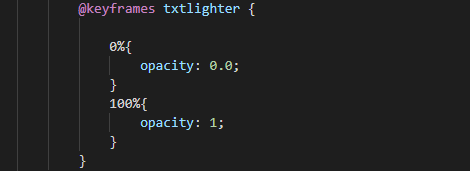 @keyframes txtlighter {
0%{
opacity: 0.0;
}
100%{
opacity: 1;
}
}